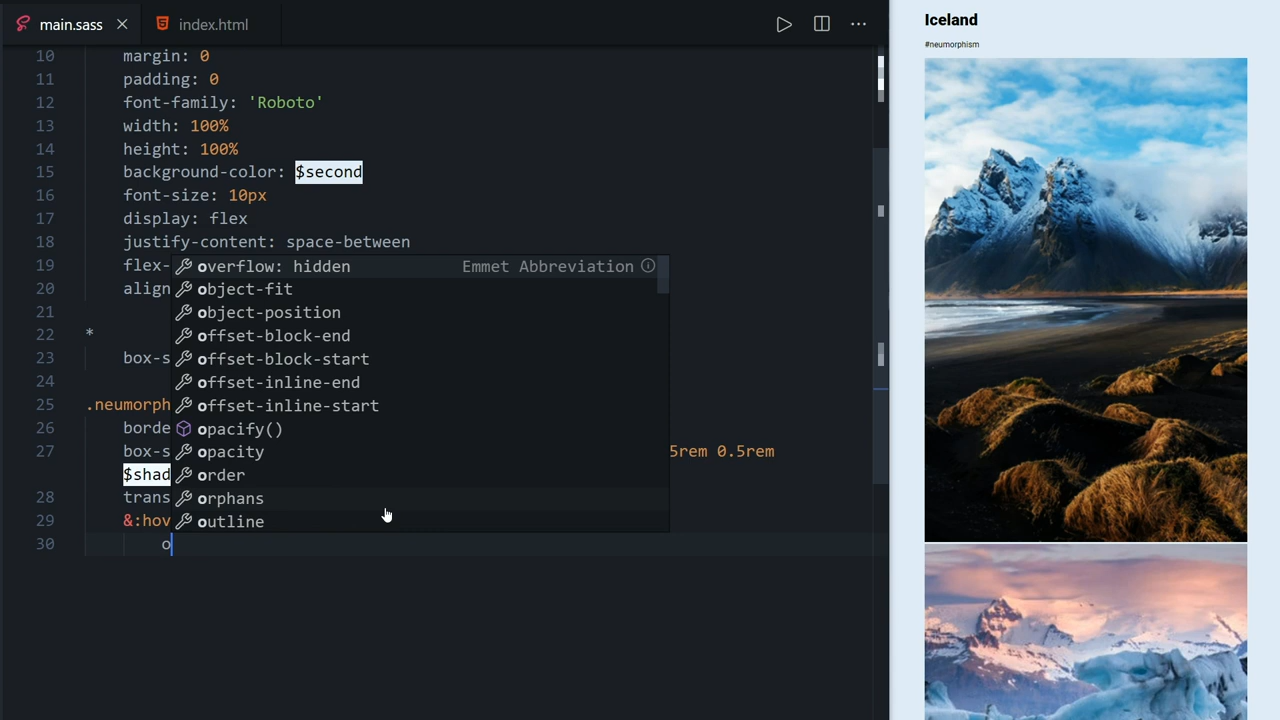 main.sass
index.html
10 margin: 0
11 padding: 0
12 font-family: 'Roboto'
13 width: 100%
14 height: 100%
15 background-color: $second
16 font-size: 10px
17 display: flex
18 justify-content: space-between
19 flex-
20 align
21
22 *
23 box-s
24
25 .neumorph
26 borde
27 box-s 5rem 0.5rem
$shad
28 trans
29 &:hov
30 o
overflow: hidden Emmet Abbreviation
object-fit
object-position
offset-block-end
offset-block-start
offset-inline-end
offset-inline-start
opacify()
opacity
order
orphans
outline
Iceland
#neumorphism